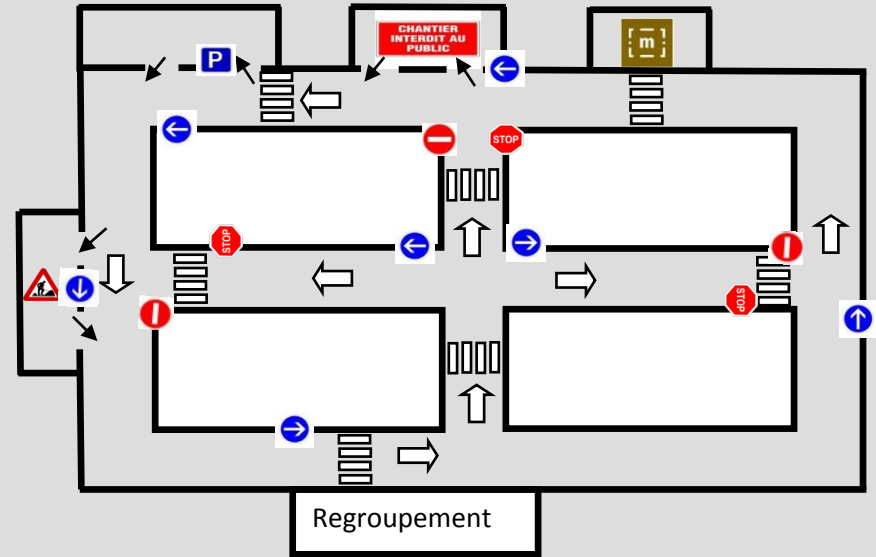 CHANTIER
INTERDIT AU
PUBLIC
P
[m]
STOP
STOP
STOP
Regroupement